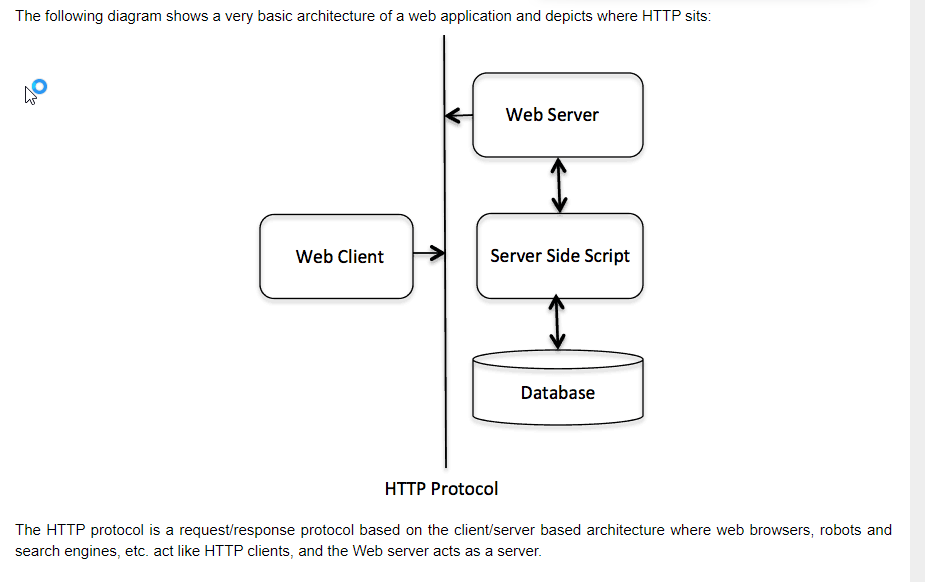 The following diagram shows a very basic architecture of a web application and depicts where HTTP sits:
Web Server
Web Client
Server Side Script
Database
HTTP Protocol
The HTTP protocol is a request/response protocol based on the client/server based architecture where web browsers, robots and
search engines, etc. act like HTTP clients, and the Web server acts as a server.